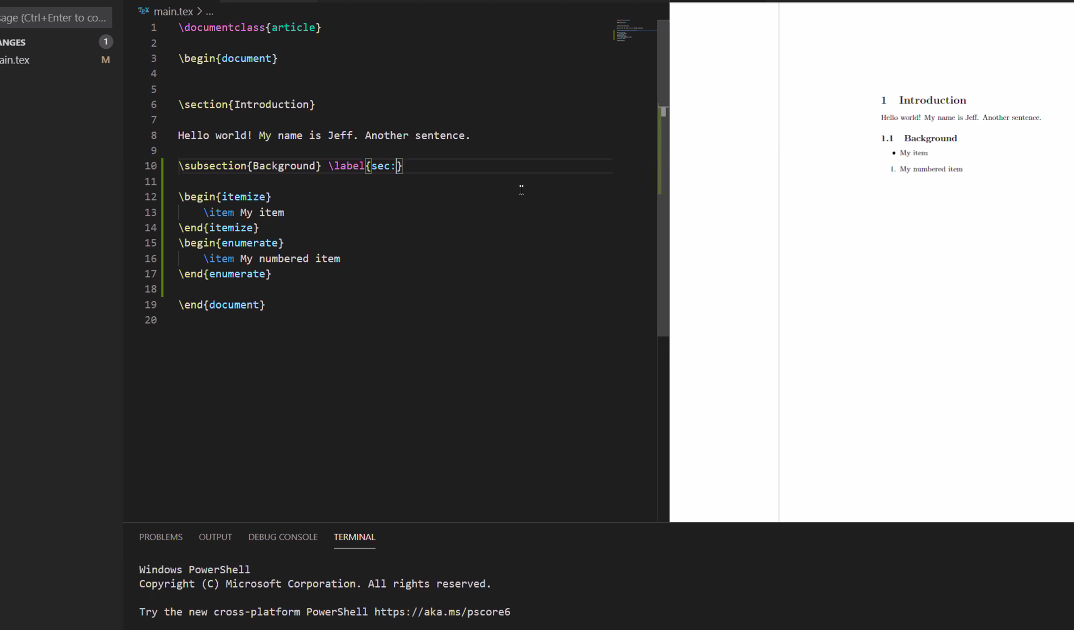 sage (Ctrl+Enter to co...
ANGES 1
ain.tex M
TEX main.tex > ...
1 \documentclass{article}
2
3 \begin{document}
4
5
6 \section{Introduction}
7
8 Hello world! My name is Jeff. Another sentence.
9
10 \subsection{Background} \label{sec:}
11
12 \begin{itemize}
13 \item My item
14 \end{itemize}
15 \begin{enumerate}
16 \item My numbered item
17 \end{enumerate}
18
19 \end{document}
20
1 Introduction
Hello world! My name is Jeff. Another sentence.
1.1 Background
• My item
1. My numbered item
PROBLEMS OUTPUT DEBUG CONSOLE TERMINAL
Windows PowerShell
Copyright (C) Microsoft Corporation. All rights reserved.
Try the new cross-platform PowerShell https://aka.ms/pscore6